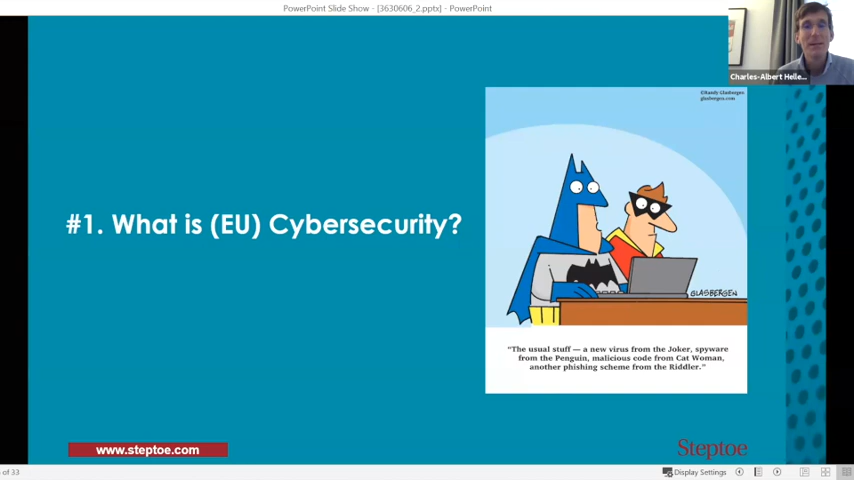 PowerPoint Slide Show - [3630606_2.pptx] - PowerPoint
Charles-Albert Helle...
©Randy Glasbergen
glasbergen.com
#1. What is (EU) Cybersecurity?
GLASBERGEN
"The usual stuff — a new virus from the Joker, spyware
from the Penguin, malicious code from Cat Woman,
another phishing scheme from the Riddler."
www.steptoe.com
Steptoe
of 33
Display Settings